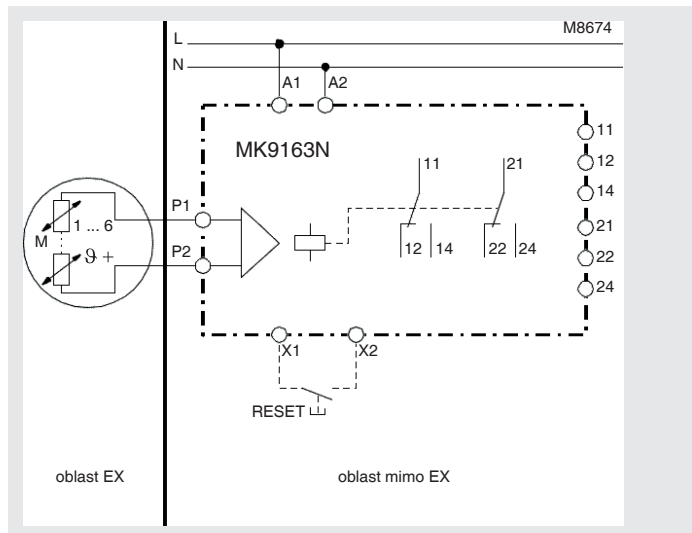 M8674
L
N
A1 A2
MK9163N
11
12
14
21
22
24
11 21
12 14 22 24
P1
P2
M
1 ... 6
ϑ +
X1 X2
RESET
oblast EX
oblast mimo EX